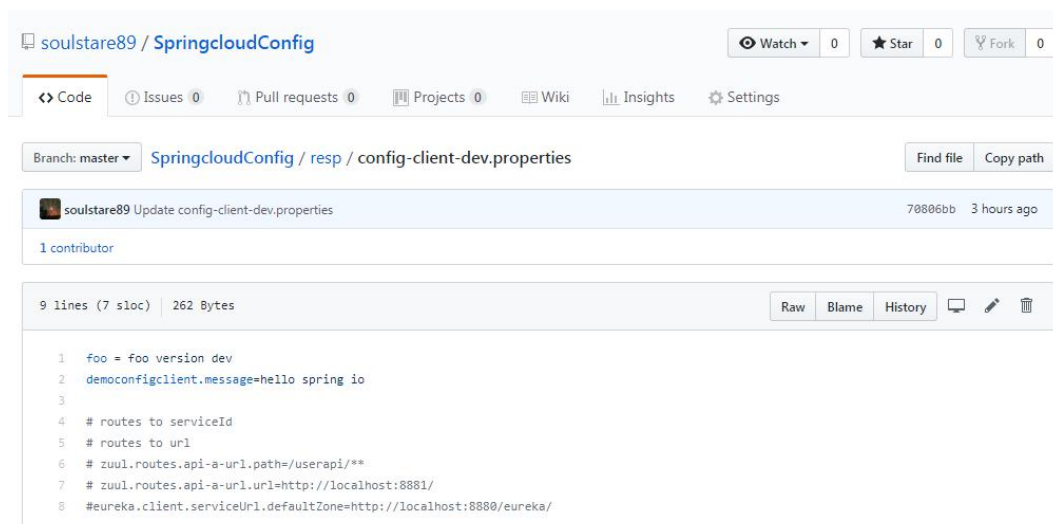 soulstare89 / SpringcloudConfig
Watch 0 Star 0 Fork 0
Code Issues 0 Pull requests 0 Projects 0 Wiki Insights Settings
Branch: master SpringcloudConfig / resp / config-client-dev.properties Find file Copy path
soulstare89 Update config-client-dev.properties 70806bb 3 hours ago
1 contributor
9 lines (7 sloc) 262 Bytes Raw Blame History
1 foo = foo version dev
2 democonfigclient.message=hello spring io
3
4 # routes to serviceId
5 # routes to url
6 # zuul.routes.api-a-url.path=/userapi/**
7 # zuul.routes.api-a-url.url=http://localhost:8881/
8 #eureka.client.serviceUrl.defaultZone=http://localhost:8880/eureka/